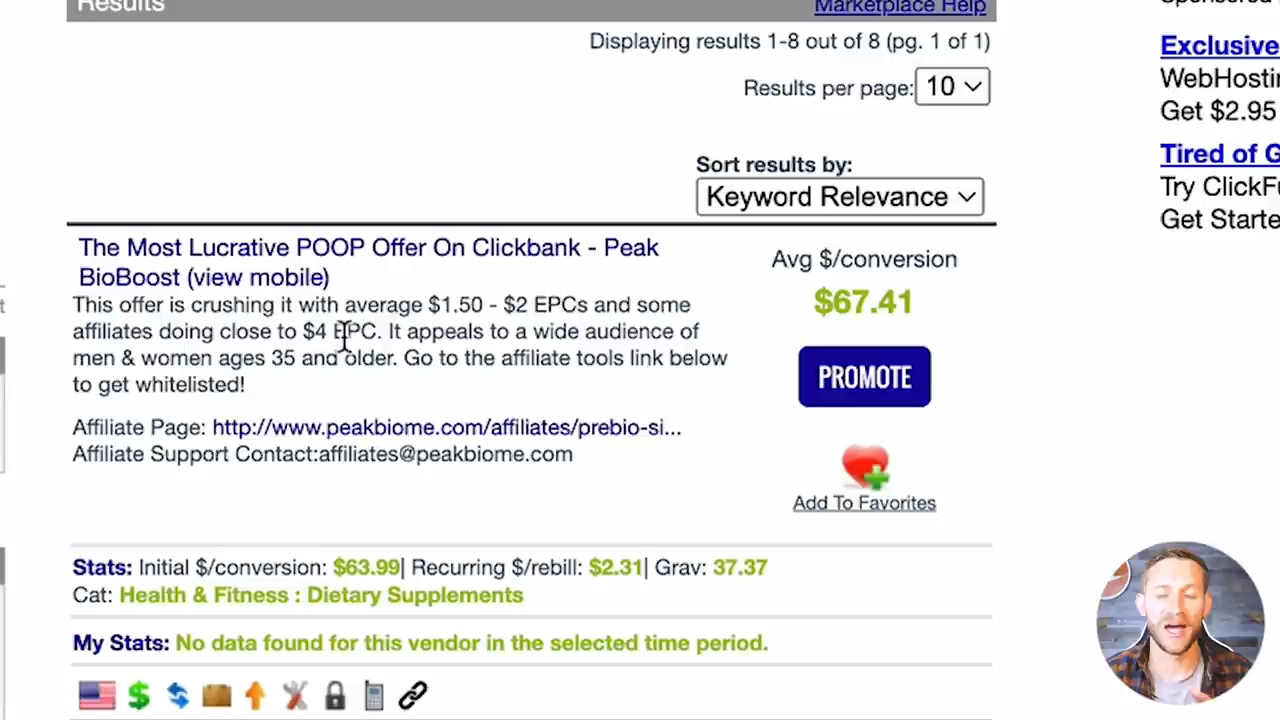 Results
Marketplace Help
Displaying results 1-8 out of 8 (pg. 1 of 1)
Results per page: 10
Sort results by:
Keyword Relevance
The Most Lucrative POOP Offer On Clickbank - Peak
BioBoost (view mobile)
This offer is crushing it with average $1.50 - $2 EPCs and some
affiliates doing close to $4 EPC. It appeals to a wide audience of
men & women ages 35 and older. Go to the affiliate tools link below
to get whitelisted!
Affiliate Page: http://www.peakbiome.com/affiliates/prebio-si...
Affiliate Support Contact:affiliates@peakbiome.com
Avg $/conversion
$67.41
PROMOTE
Add To Favorites
Stats: Initial $/conversion: $63.99| Recurring $/rebill: $2.31| Grav: 37.37
Cat: Health & Fitness : Dietary Supplements
My Stats: No data found for this vendor in the selected time period.
Exclusive
Get $2.95
Tired of